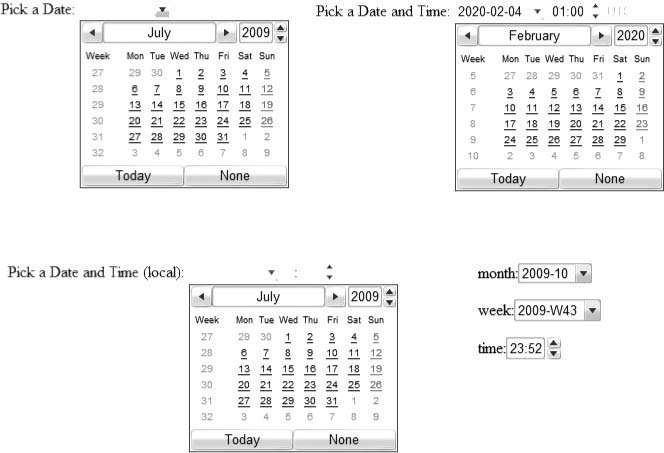 Pick a Date:
July 2009
Week Mon Tue Wed Thu Fri Sat Sun
27 29 30 1 2 3 4 5
28 6 7 8 9 10 11 12
29 13 14 15 16 17 18 19
30 20 21 22 23 24 25 26
31 27 28 29 30 31 1 2
32 3 4 5 6 7 8 9
Today None
Pick a Date and Time: 2020-02-04 01:00
February 2020
Week Mon Tue Wed Thu Fri Sat Sun
5 27 28 29 30 31 1 2
6 3 4 5 6 7 8 9
7 10 11 12 13 14 15 16
8 17 18 19 20 21 22 23
9 24 25 26 27 28 29 1
10 2 3 4 5 6 7 8
Today None
Pick a Date and Time (local): :
July 2009
Week Mon Tue Wed Thu Fri Sat Sun
27 29 30 1 2 3 4 5
28 6 7 8 9 10 11 12
29 13 14 15 16 17 18 19
30 20 21 22 23 24 25 26
31 27 28 29 30 31 1 2
32 3 4 5 6 7 8 9
Today None
month: 2009-10
week: 2009-W43
time: 23:52